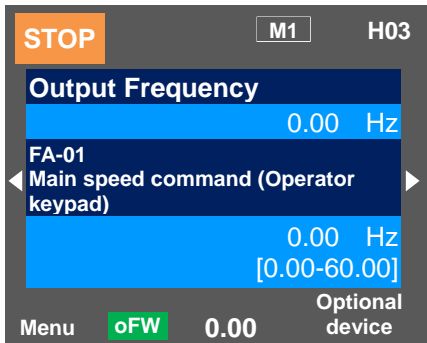 STOP M1 H03
Output Frequency
0.00 Hz
FA-01
Main speed command (Operator
keypad)
0.00 Hz
[0.00-60.00]
Optional
Menu oFW 0.00 device